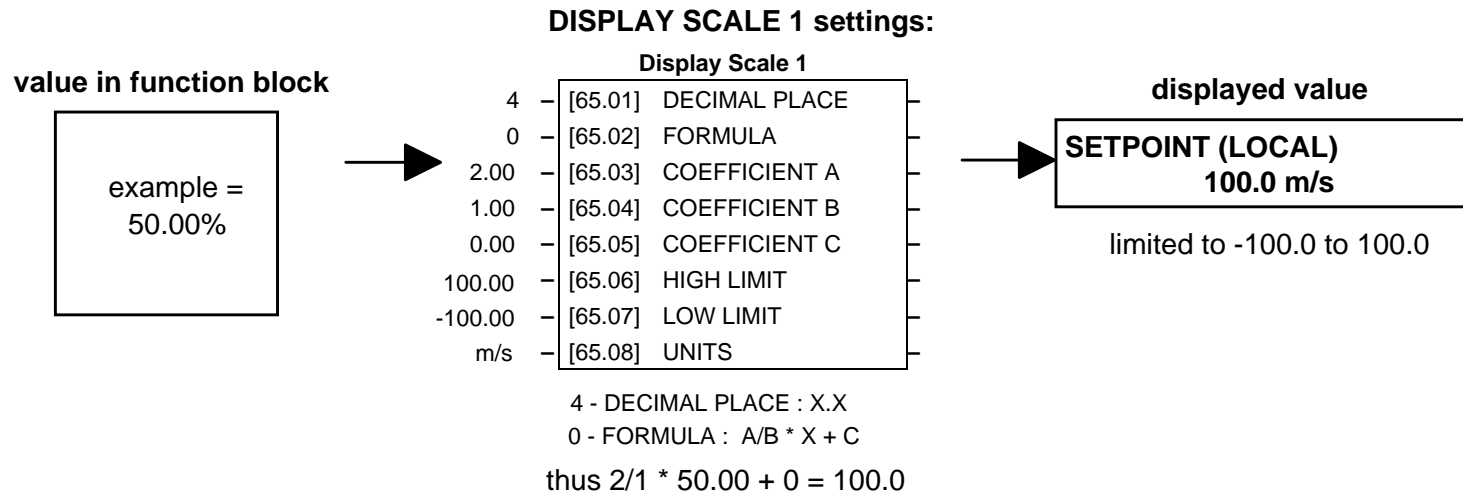 DISPLAY SCALE 1 settings:
value in function block
example =
50.00%
Display Scale 1
4 – [65.01] DECIMAL PLACE –
0 – [65.02] FORMULA –
2.00 – [65.03] COEFFICIENT A –
1.00 – [65.04] COEFFICIENT B –
0.00 – [65.05] COEFFICIENT C –
100.00 – [65.06] HIGH LIMIT –
-100.00 – [65.07] LOW LIMIT –
m/s – [65.08] UNITS –
4 - DECIMAL PLACE : X.X
0 - FORMULA : A/B * X + C
thus 2/1 * 50.00 + 0 = 100.0
displayed value
SETPOINT (LOCAL)
100.0 m/s
limited to -100.0 to 100.0